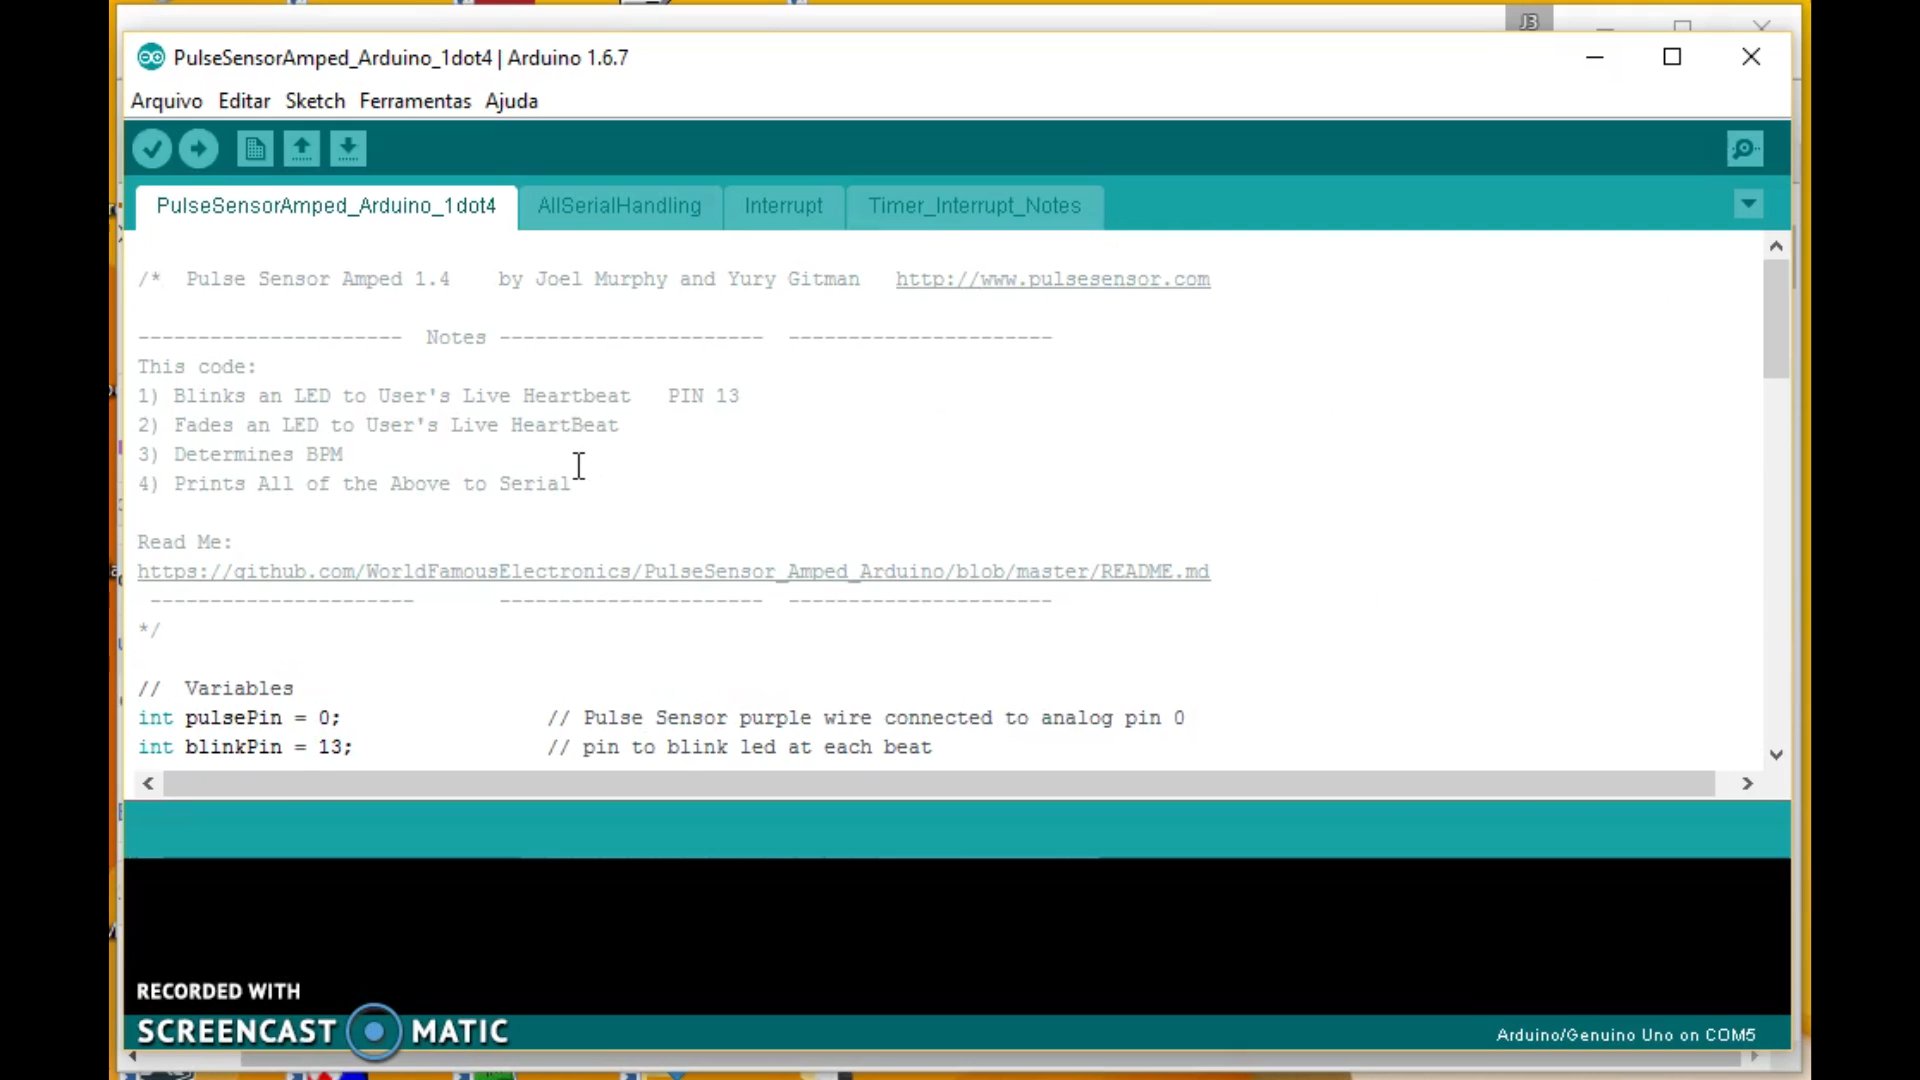 J3
PulseSensorAmped_Arduino_1dot4 | Arduino 1.6.7
Arquivo Editar Sketch Ferramentas Ajuda
PulseSensorAmped_Arduino_1dot4 AllSerialHandling Interrupt Timer_Interrupt_Notes
/*  Pulse Sensor Amped 1.4    by Joel Murphy and Yury Gitman   http://www.pulsesensor.com
----------------------  Notes ----------------------  ----------------------
This code:
1) Blinks an LED to User's Live Heartbeat   PIN 13
2) Fades an LED to User's Live HeartBeat
3) Determines BPM
4) Prints All of the Above to Serial
Read Me:
https://github.com/WorldFamousElectronics/PulseSensor_Amped_Arduino/blob/master/README.md
----------------------       ----------------------  ----------------------
*/
//  Variables
int pulsePin = 0;                 // Pulse Sensor purple wire connected to analog pin 0
int blinkPin = 13;                // pin to blink led at each beat
RECORDED WITH
SCREENCAST MATIC
Arduino/Genuino Uno on COM5